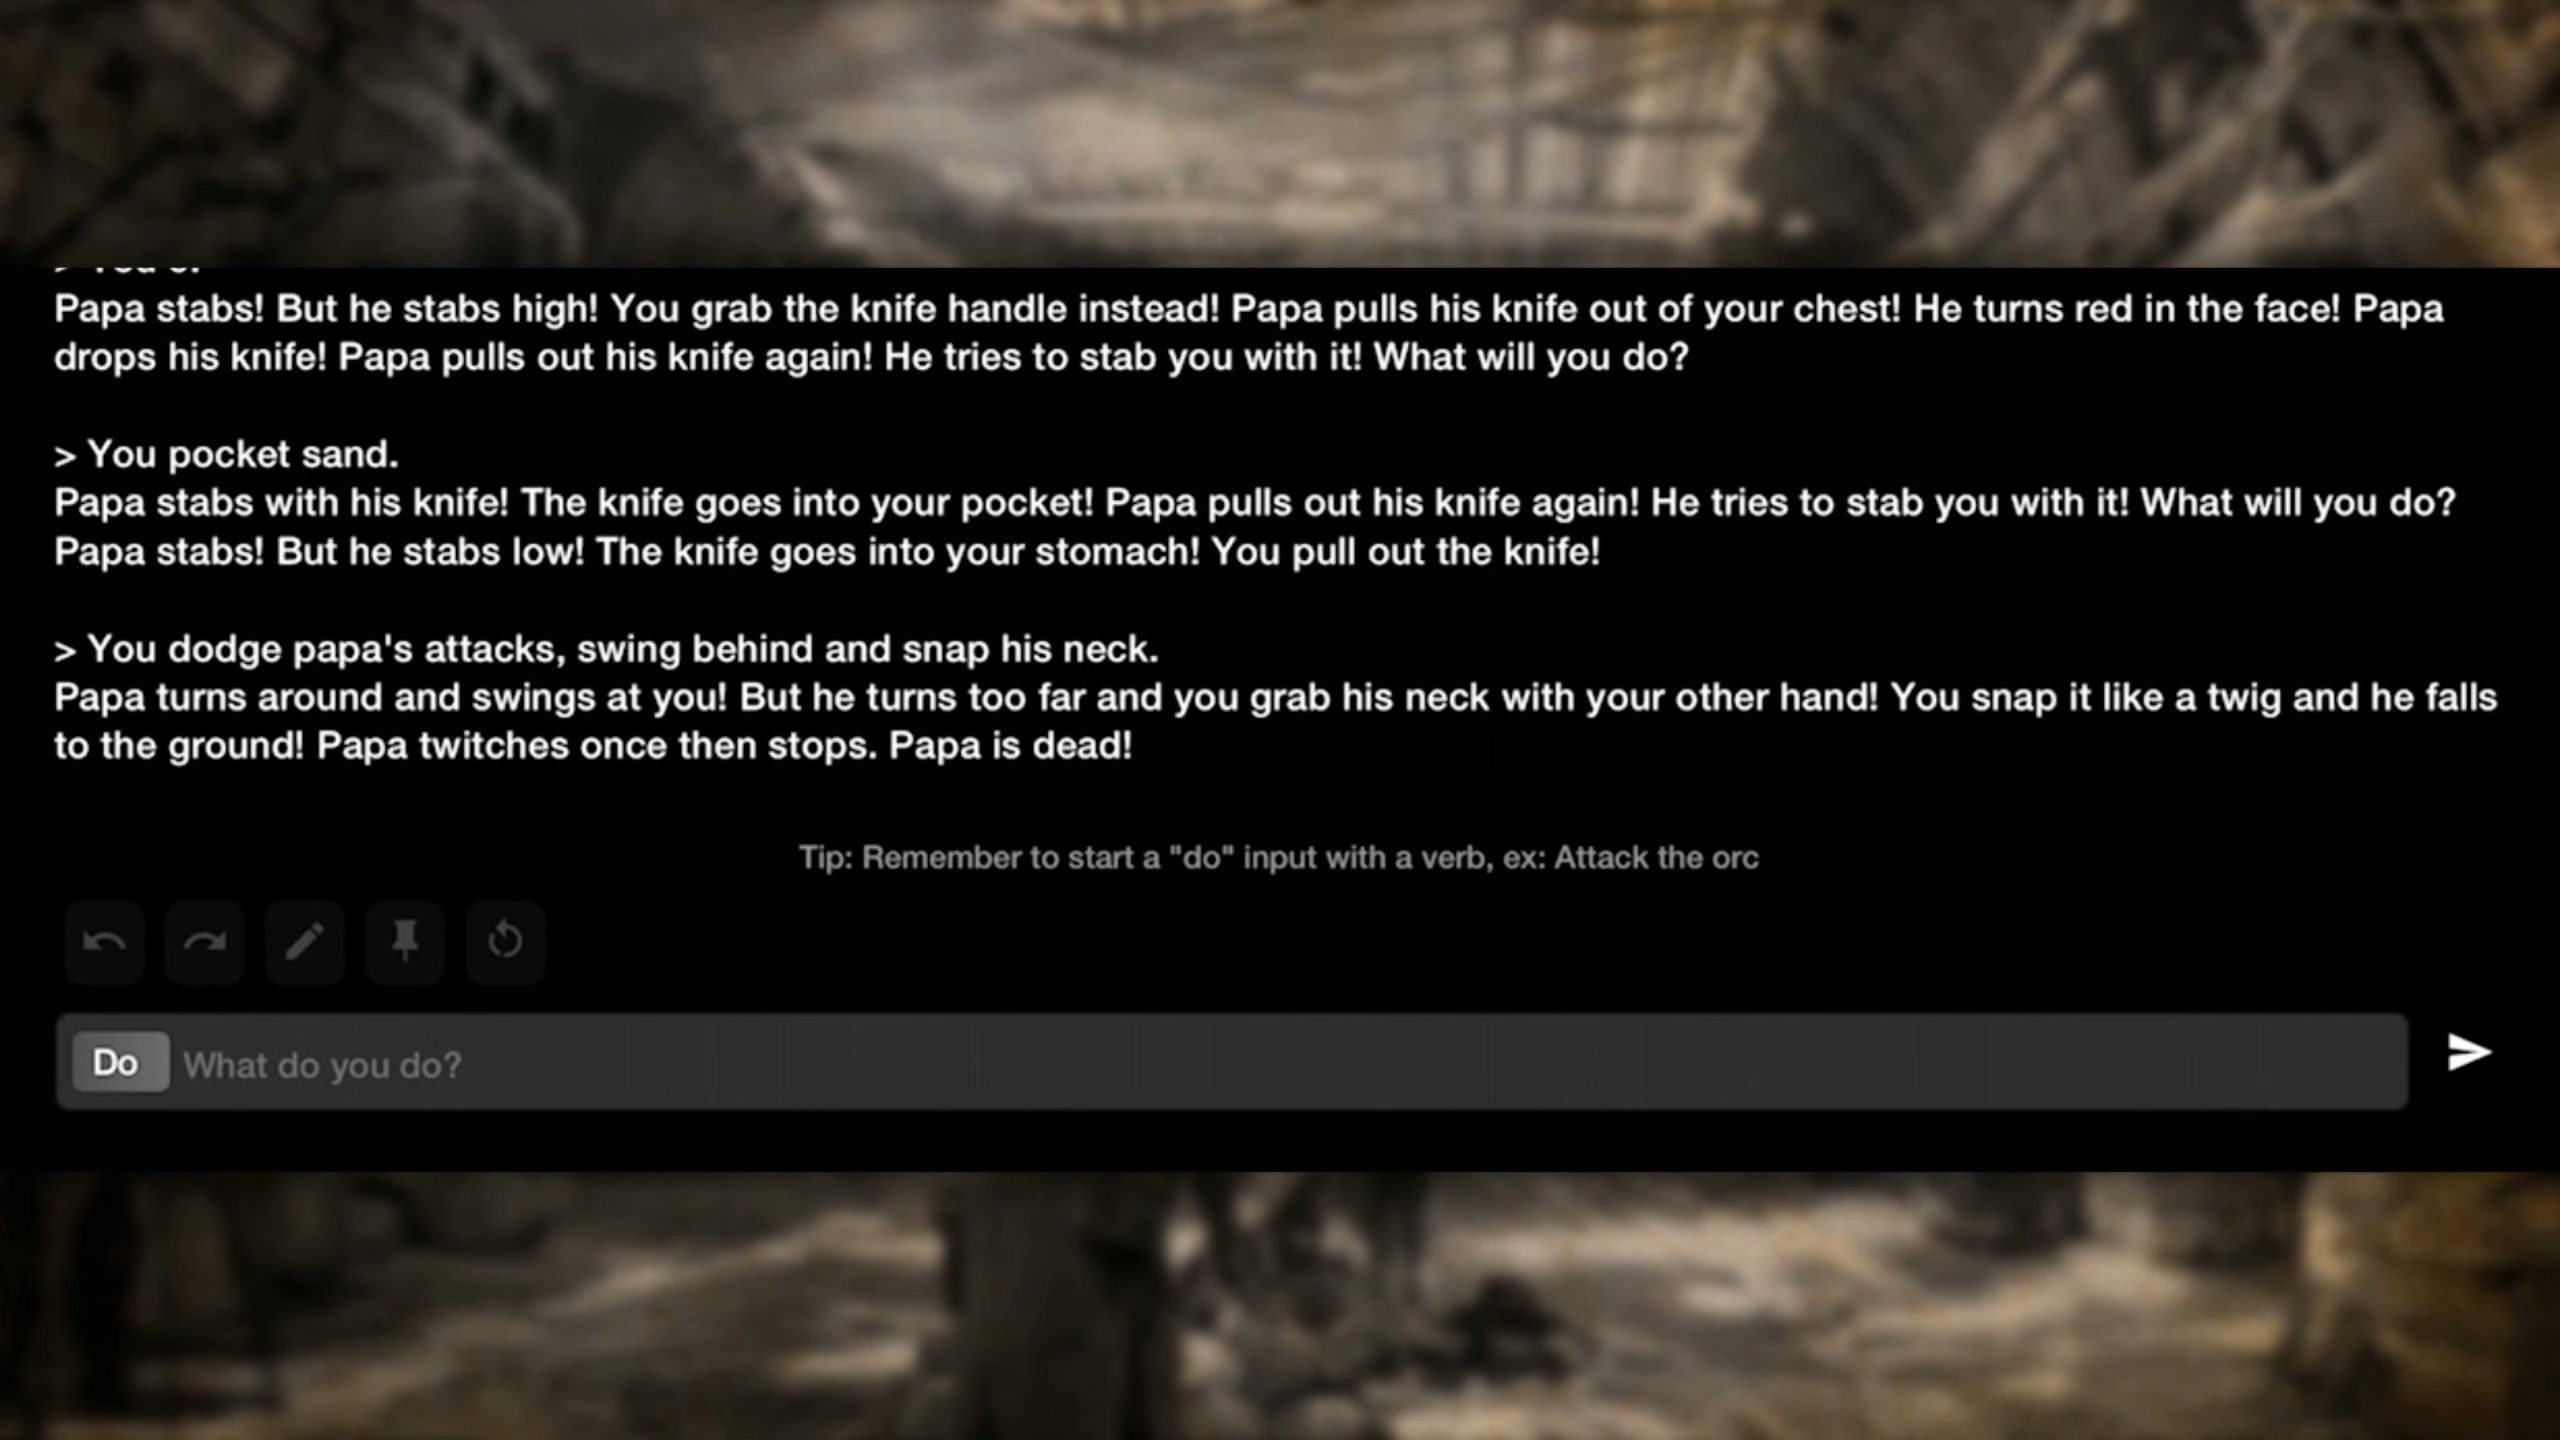 Papa stabs! But he stabs high! You grab the knife handle instead! Papa pulls his knife out of your chest! He turns red in the face! Papa
drops his knife! Papa pulls out his knife again! He tries to stab you with it! What will you do?
> You pocket sand.
Papa stabs with his knife! The knife goes into your pocket! Papa pulls out his knife again! He tries to stab you with it! What will you do?
Papa stabs! But he stabs low! The knife goes into your stomach! You pull out the knife!
> You dodge papa's attacks, swing behind and snap his neck.
Papa turns around and swings at you! But he turns too far and you grab his neck with your other hand! You snap it like a twig and he falls
to the ground! Papa twitches once then stops. Papa is dead!
Tip: Remember to start a "do" input with a verb, ex: Attack the orc
Do What do you do?